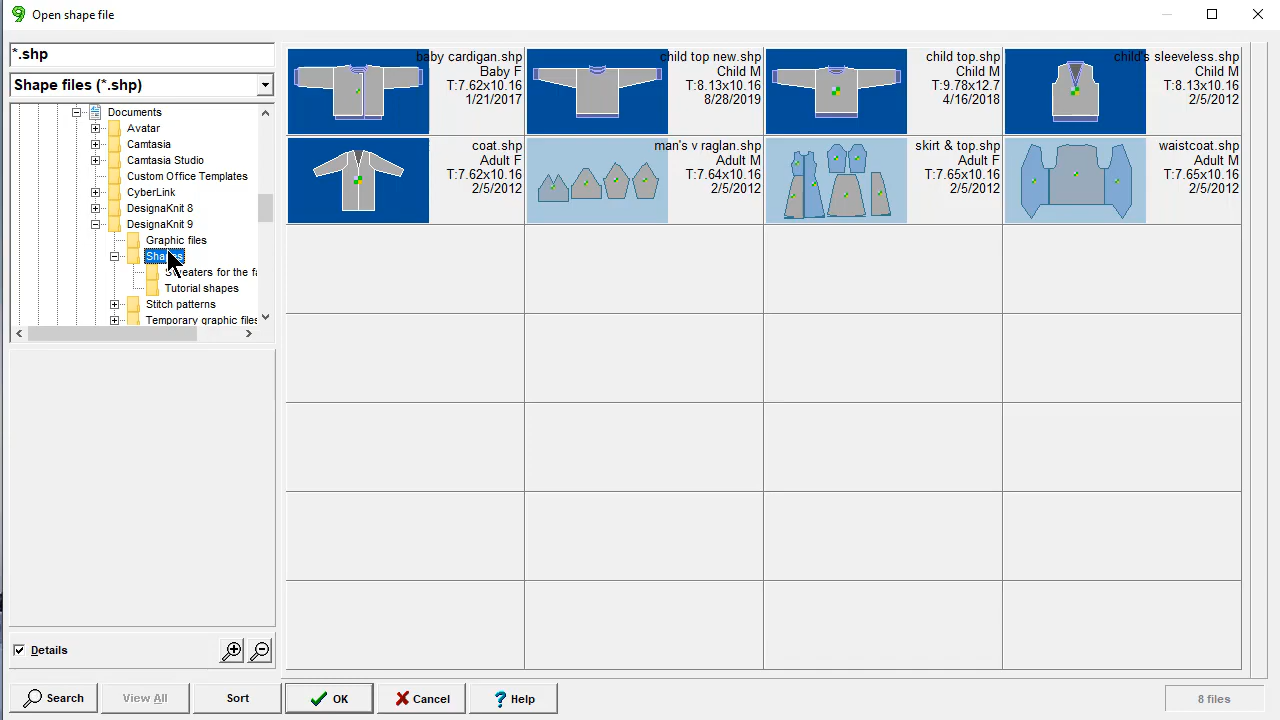 Open shape file
*.shp
Shape files (*.shp)
Documents
Avatar
Camtasia
Camtasia Studio
Custom Office Templates
CyberLink
DesignaKnit 8
DesignaKnit 9
Graphic files
Shapes
Sweaters for the fa
Tutorial shapes
Stitch patterns
Temporary graphic files
Details
baby cardigan.shp
Baby F
T:7.62x10.16
1/21/2017
child top new.shp
Child M
T:8.13x10.16
8/28/2019
child top.shp
Child M
T:9.78x12.7
4/16/2018
child's sleeveless.shp
Child M
T:8.13x10.16
2/5/2012
coat.shp
Adult F
T:7.62x10.16
2/5/2012
man's v raglan.shp
Adult M
T:7.64x10.16
2/5/2012
skirt & top.shp
Adult F
T:7.65x10.16
2/5/2012
waistcoat.shp
Adult M
T:7.65x10.16
2/5/2012
Search
View All
Sort
OK
Cancel
Help
8 files